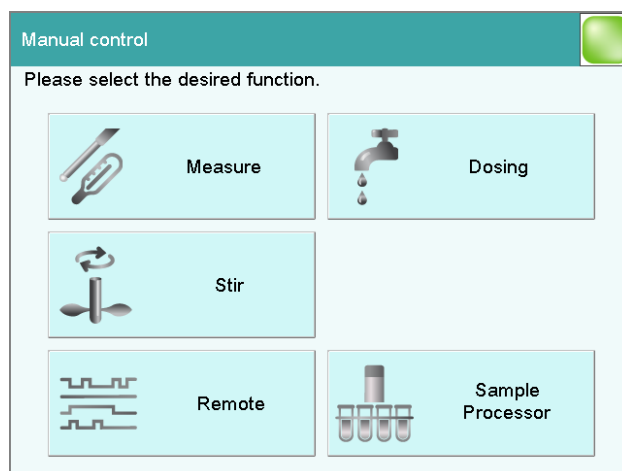 Manual control
Please select the desired function.
Measure
Dosing
Stir
Remote
Sample
Processor